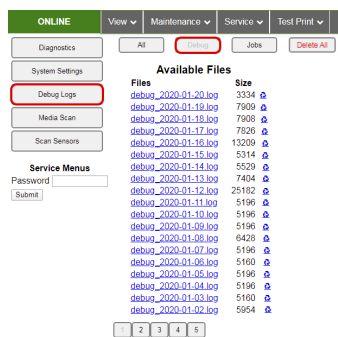 ONLINE View Maintenance Service Test Print
Diagnostics
System Settings
Debug Logs
Media Scan
Scan Sensors
Service Menus
Password
Submit
All Debug Jobs Delete All
Available Files
Files Size
debug_2020-01-20.log 3334
debug_2020-01-19.log 7909
debug_2020-01-18.log 7908
debug_2020-01-17.log 7826
debug_2020-01-16.log 13209
debug_2020-01-15.log 5314
debug_2020-01-14.log 5529
debug_2020-01-13.log 7404
debug_2020-01-12.log 25182
debug_2020-01-11.log 5196
debug_2020-01-10.log 5196
debug_2020-01-09.log 5196
debug_2020-01-08.log 6428
debug_2020-01-07.log 5196
debug_2020-01-06.log 5160
debug_2020-01-05.log 5196
debug_2020-01-04.log 5196
debug_2020-01-03.log 5160
debug_2020-01-02.log 5954
1 2 3 4 5